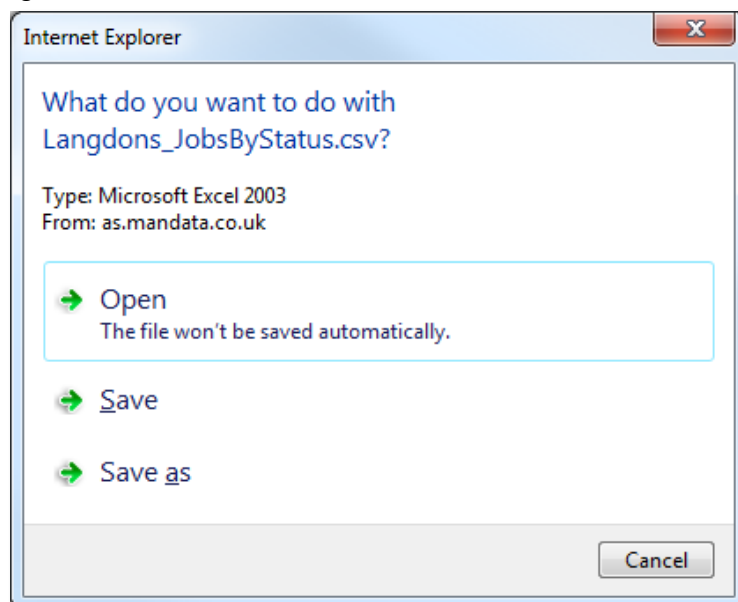 Internet Explorer
What do you want to do with
Langdons_JobsByStatus.csv?
Type: Microsoft Excel 2003
From: as.mandata.co.uk
Open
The file won't be saved automatically.
Save
Save as
Cancel